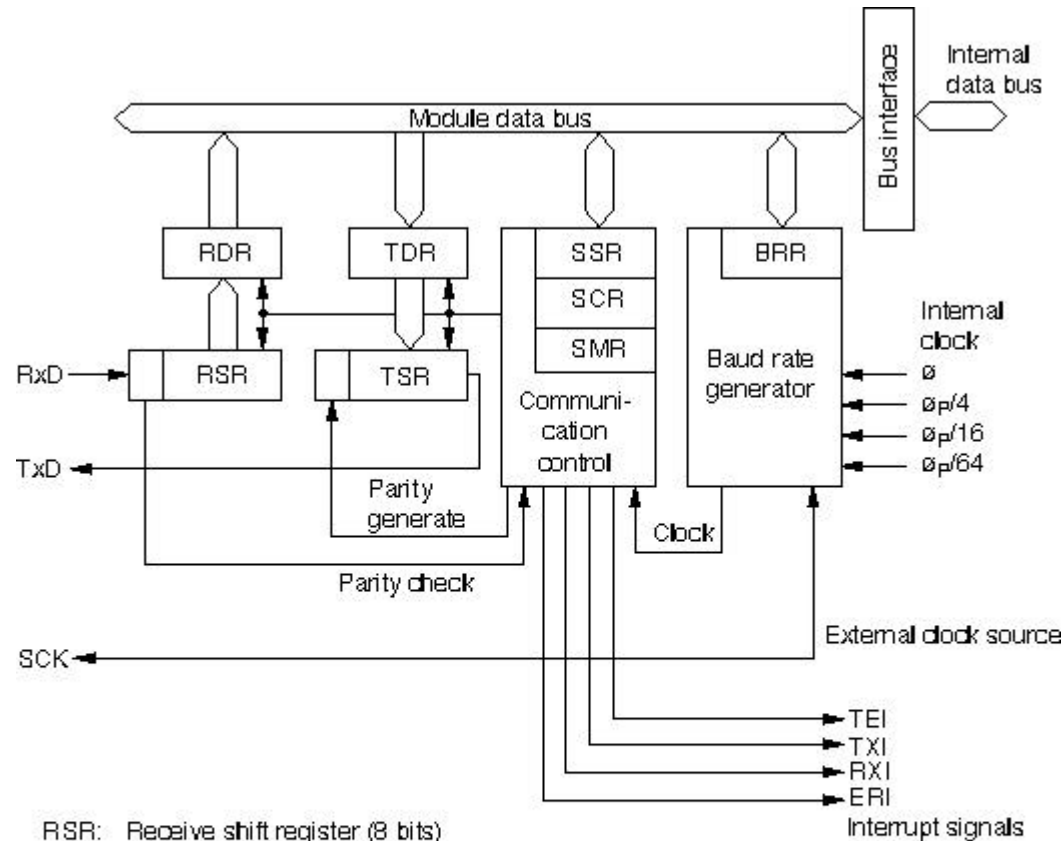 Internal
data bus
Bus interface
Module data bus
RDR
TDR
SSR
BRR
SCR
SMR
RxD
RSR
TSR
Baud rate
generator
Internal
clock
ø
øP/4
øP/16
øP/64
Communi-
cation
control
TxD
Parity
generate
Clock
Parity check
External clock source
SCK
TEI
TXI
RXI
ERI
Interrupt signals
RSR: Receive shift register (8 bits)